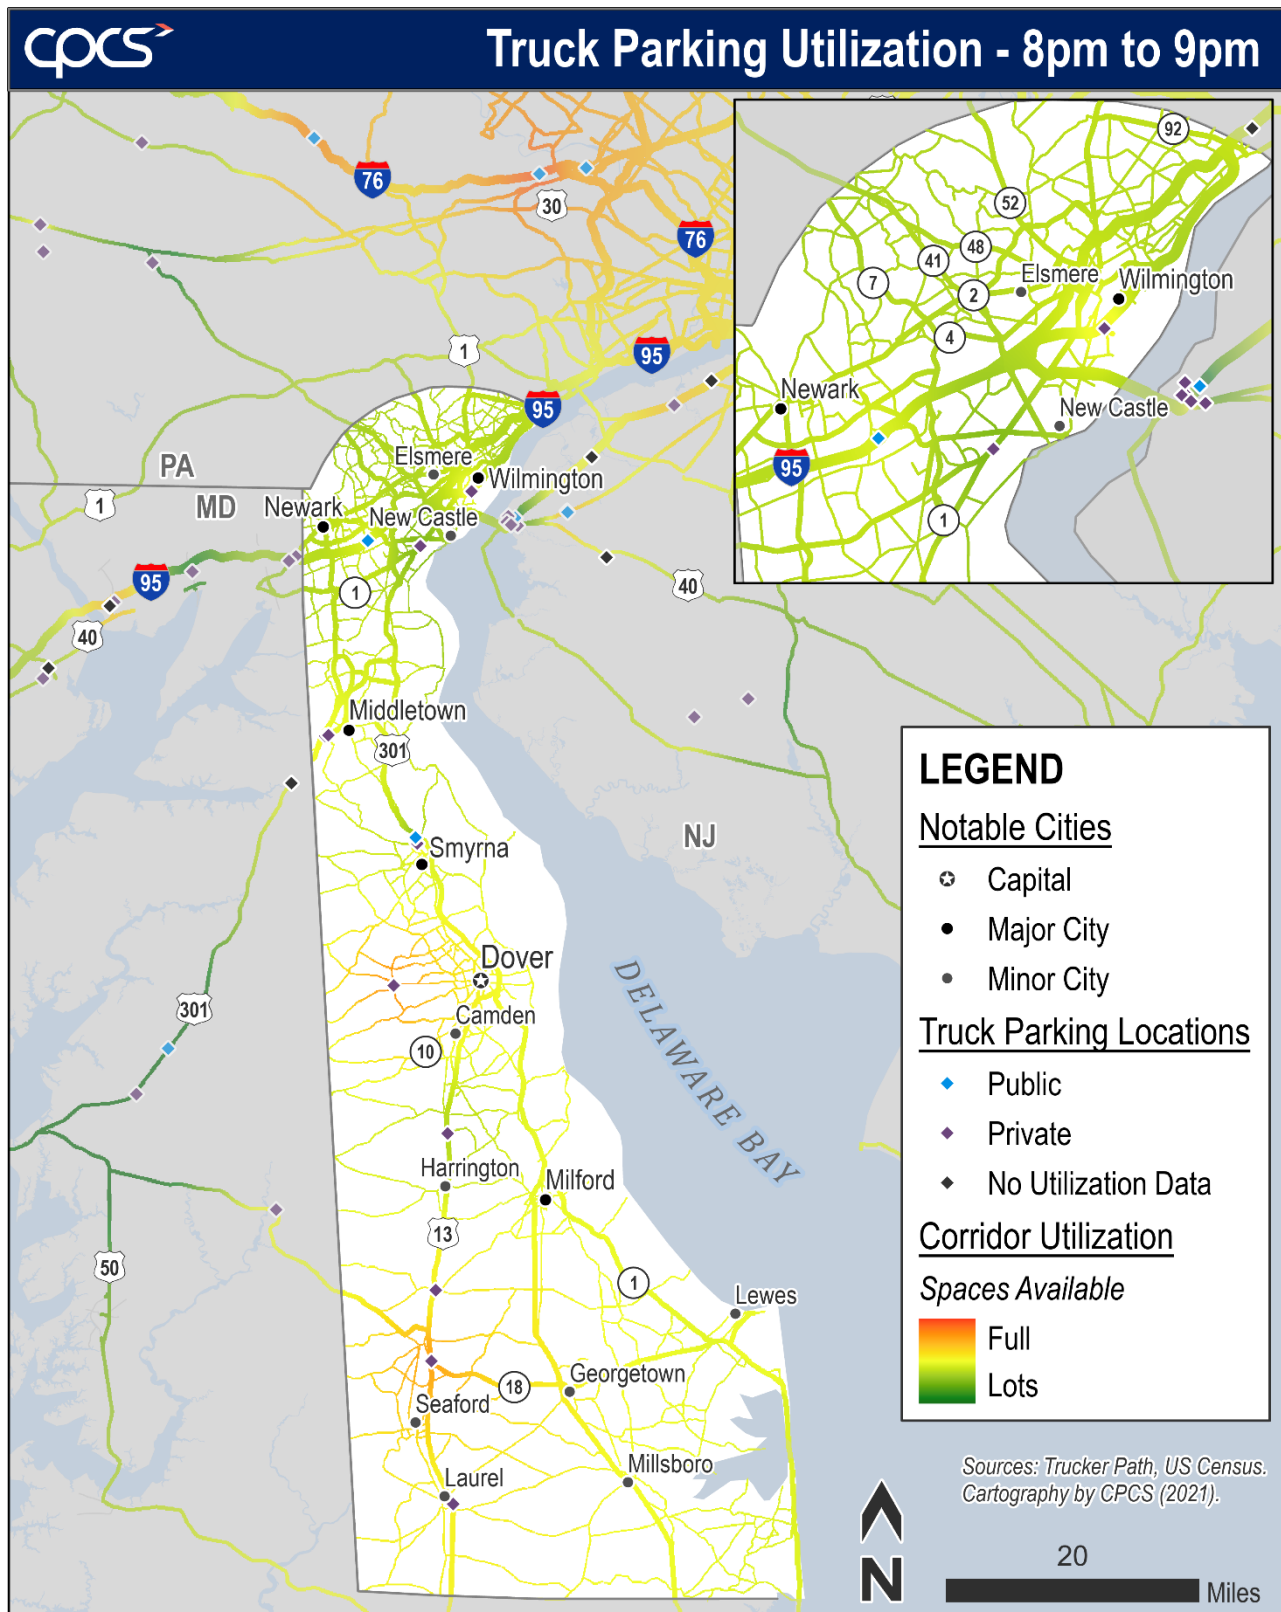 cpcs
Truck Parking Utilization - 8pm to 9pm
76
30
76
1
95
95
PA
MD
1
Elsmere
Wilmington
Newark
New Castle
95
40
1
40
Middletown
301
Smyrna
NJ
Dover
Camden
10
301
DELAWARE BAY
Harrington
Milford
13
50
1
Lewes
Georgetown
18
Seaford
Millsboro
Laurel
92
52
48
41
7
2
Elsmere
Wilmington
4
Newark
New Castle
95
1
LEGEND
Notable Cities
Capital
Major City
Minor City
Truck Parking Locations
Public
Private
No Utilization Data
Corridor Utilization
Spaces Available
Full
Lots
Sources: Trucker Path, US Census.
Cartography by CPCS (2021).
N
20
Miles